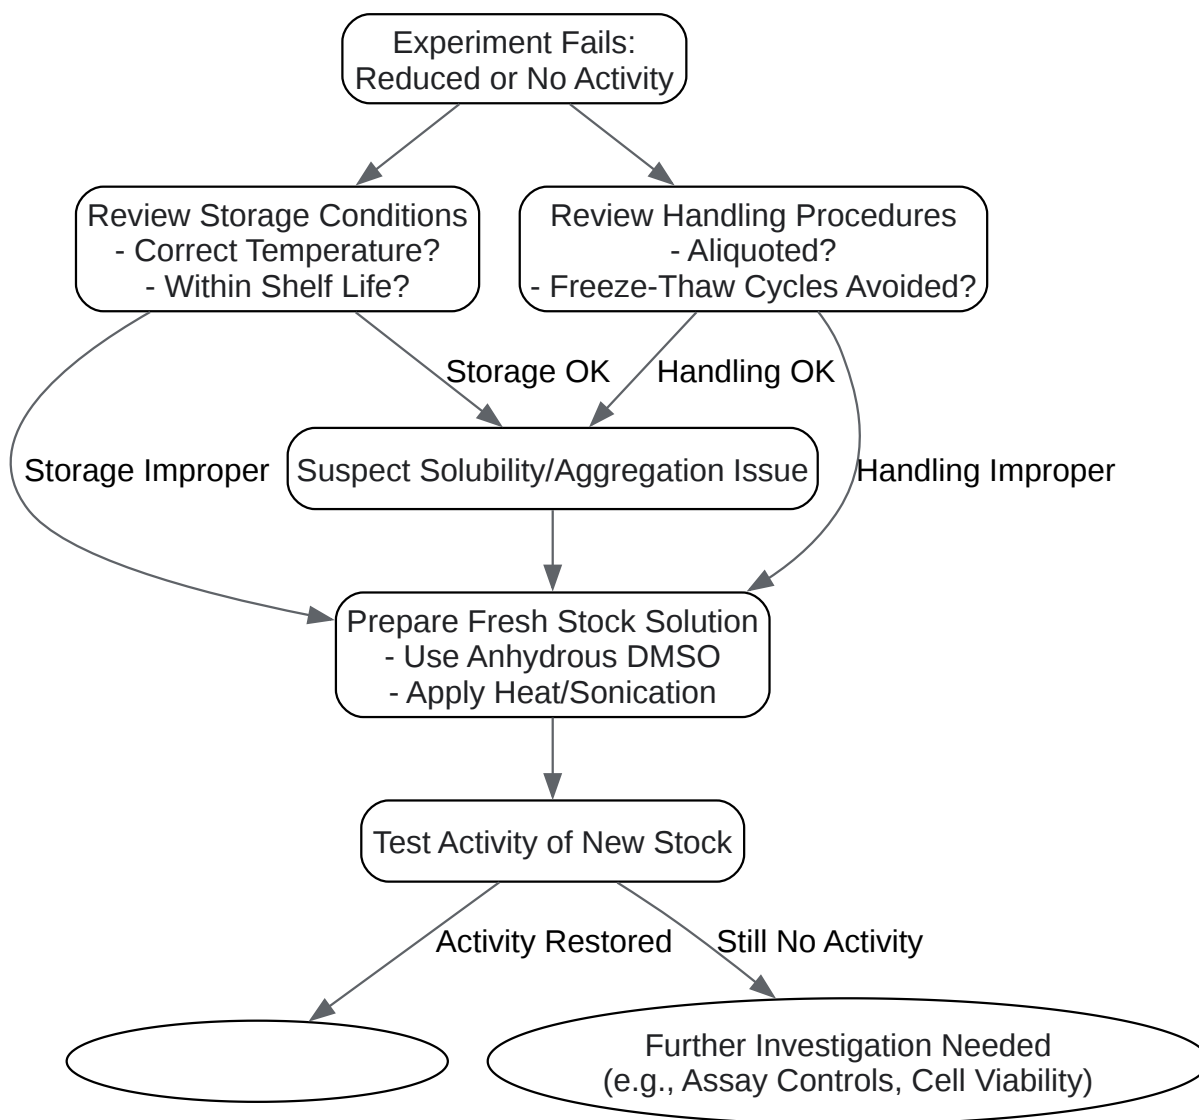 Experiment Fails:
Reduced or No Activity
Review Storage Conditions
- Correct Temperature?
- Within Shelf Life?
Review Handling Procedures
- Aliquoted?
- Freeze-Thaw Cycles Avoided?
Storage OK
Handling OK
Storage Improper
Suspect Solubility/Aggregation Issue
Handling Improper
Prepare Fresh Stock Solution
- Use Anhydrous DMSO
- Apply Heat/Sonication
Test Activity of New Stock
Activity Restored
Still No Activity
Further Investigation Needed
(e.g., Assay Controls, Cell Viability)